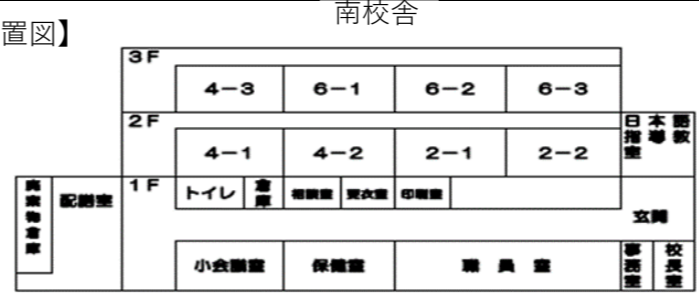 南校舎
置図】
3F
4-3 6-1 6-2 6-3
2F
4-1 4-2 2-1 2-2
日本語指導教室
1F
トイレ 倉庫 相談室 更衣室 印刷室
廃棄物倉庫
配膳室
玄関
小会議室 保健室 職員室 事務室 校長室